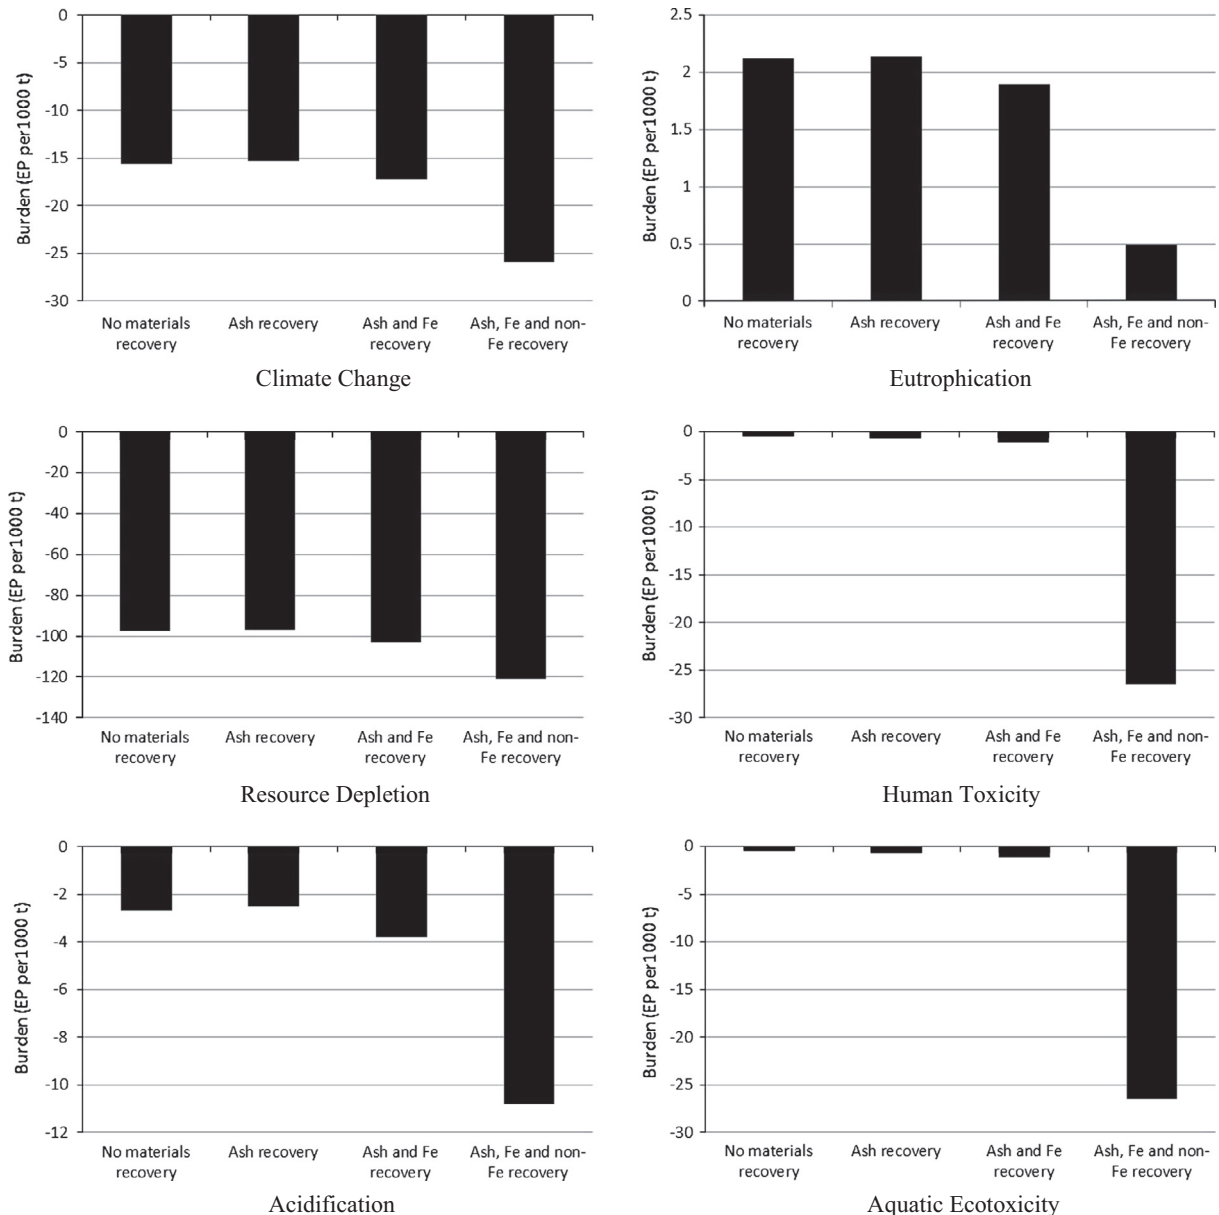 0
-5
-10
-15
-20
-25
-30
Burden (EP per1000 t)
No materials
recovery
Ash recovery
Ash and Fe
recovery
Ash, Fe and non-
Fe recovery
Climate Change
2.5
2
1.5
1
0.5
0
Burden (EP per1000 t)
No materials
recovery
Ash recovery
Ash and Fe
recovery
Ash, Fe and non-
Fe recovery
Eutrophication
0
-20
-40
-60
-80
-100
-120
-140
Burden (EP per1000 t)
No materials
recovery
Ash recovery
Ash and Fe
recovery
Ash, Fe and non-
Fe recovery
Resource Depletion
0
-5
-10
-15
-20
-25
-30
Burden (EP per1000 t)
No materials
recovery
Ash recovery
Ash and Fe
recovery
Ash, Fe and non-
Fe recovery
Human Toxicity
0
-2
-4
-6
-8
-10
-12
Burden (EP per1000 t)
No materials
recovery
Ash recovery
Ash and Fe
recovery
Ash, Fe and non-
Fe recovery
Acidification
0
-5
-10
-15
-20
-25
-30
Burden (EP per1000 t)
No materials
recovery
Ash recovery
Ash and Fe
recovery
Ash, Fe and non-
Fe recovery
Aquatic Ecotoxicity